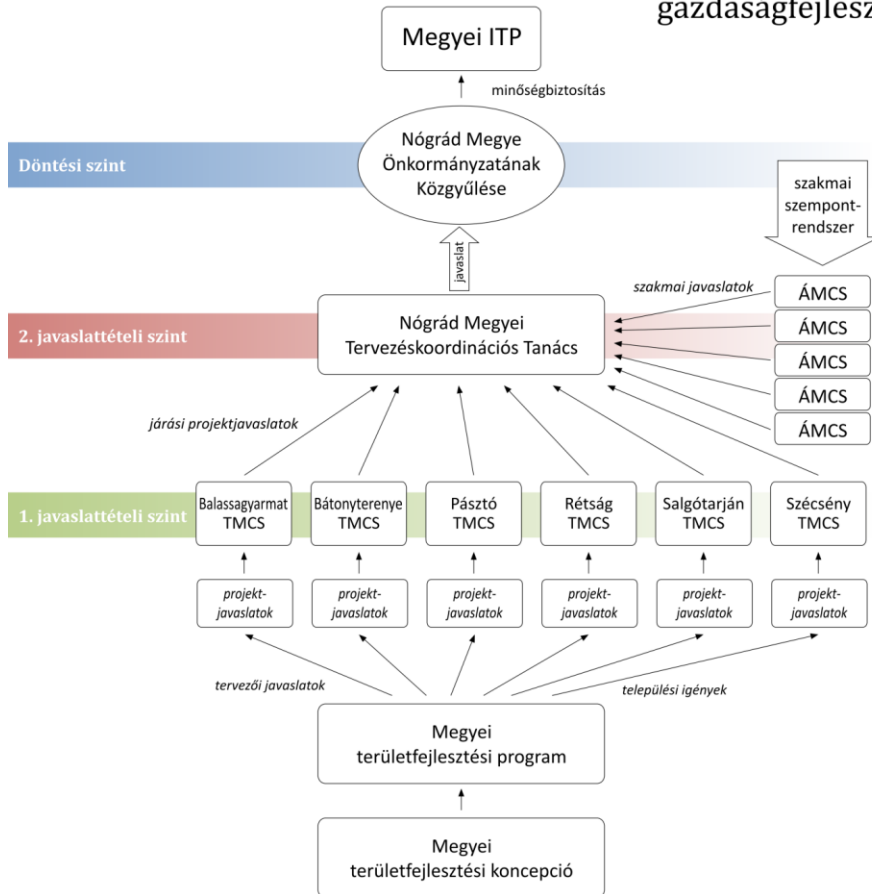 gazdaságfejlesz
Megyei ITP
minőségbiztosítás
Nógrád Megye
Önkormányzatának
Közgyűlése
Döntési szint
szakmai
szempont-
rendszer
javaslat
szakmai javaslatok
ÁMCS
ÁMCS
ÁMCS
ÁMCS
ÁMCS
2. javaslattételi szint
Nógrád Megyei
Tervezéskoordinációs Tanács
járási projektjavaslatok
1. javaslattételi szint
Balassagyarmat
TMCS
Bátonyterenye
TMCS
Pásztó
TMCS
Rétság
TMCS
Salgótarján
TMCS
Szécsény
TMCS
projekt-
javaslatok
projekt-
javaslatok
projekt-
javaslatok
projekt-
javaslatok
projekt-
javaslatok
projekt-
javaslatok
tervezői javaslatok
települési igények
Megyei
területfejlesztési program
Megyei
területfejlesztési koncepció